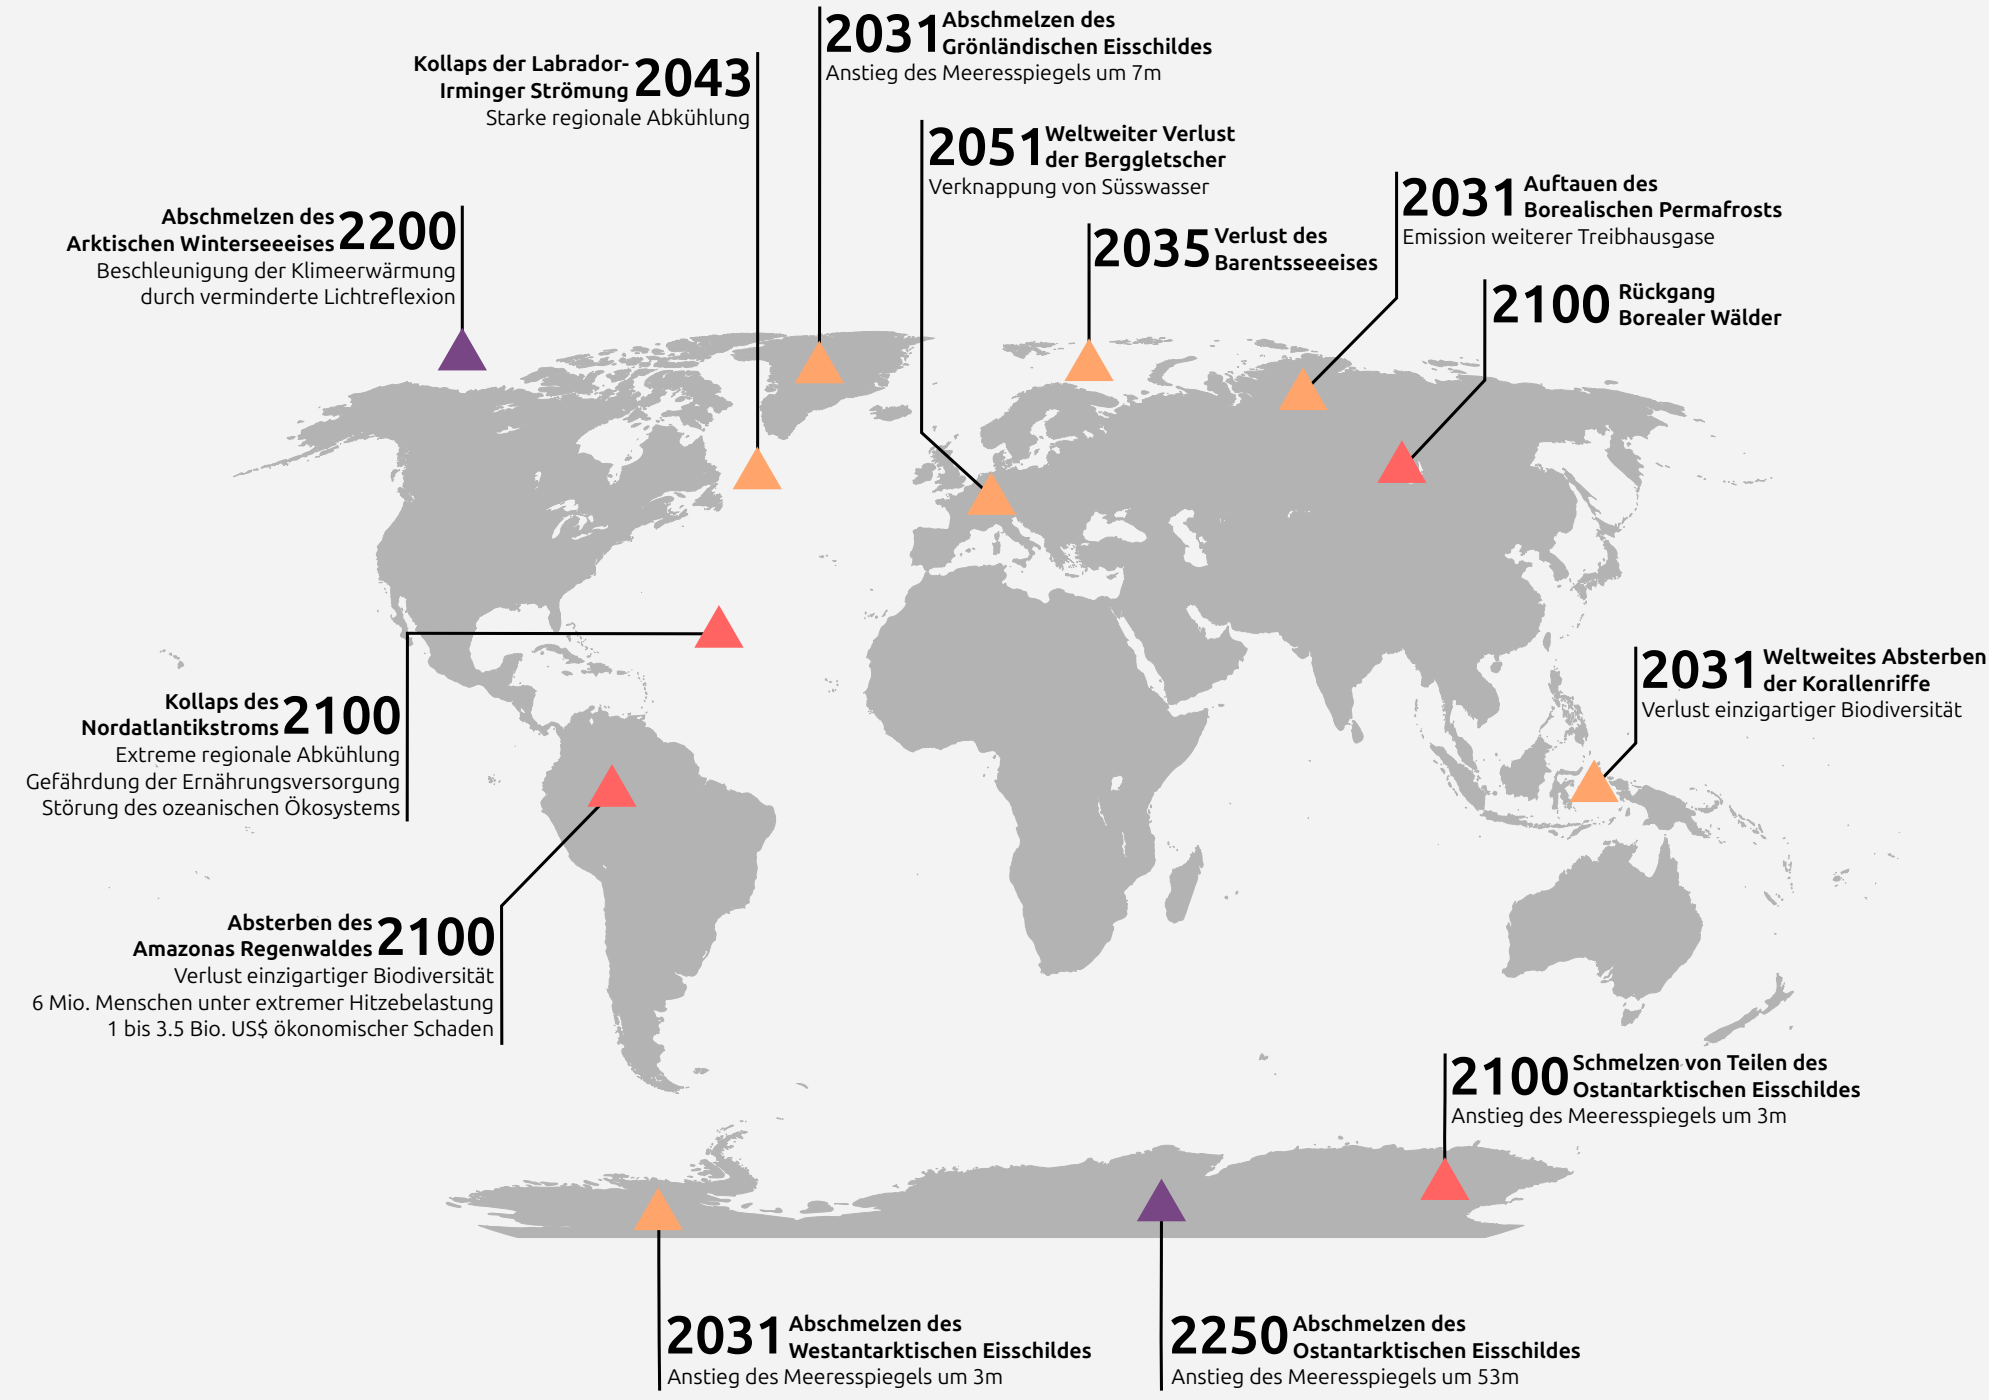 2031 Abschmelzen des
Grönländischen Eisschildes
Anstieg des Meeresspiegels um 7m
Kollaps der Labrador-
Irminger Strömung 2043
Starke regionale Abkühlung
2051 Weltweiter Verlust
der Berggletscher
Verknappung von Süsswasser
2031 Auftauen des
Borealischen Permafrosts
Emission weiterer Treibhausgase
Abschmelzen des
Arktischen Winterseeeises 2200
Beschleunigung der Klimeerwärmung
durch verminderte Lichtreflexion
2035 Verlust des
Barentsseeeises
2100 Rückgang
Borealer Wälder
2031 Weltweites Absterben
der Korallenriffe
Verlust einzigartiger Biodiversität
Kollaps des
Nordatlantikstroms 2100
Extreme regionale Abkühlung
Gefährdung der Ernährungsversorgung
Störung des ozeanischen Ökosystems
Absterben des
Amazonas Regenwaldes 2100
Verlust einzigartiger Biodiversität
6 Mio. Menschen unter extremer Hitzebelastung
1 bis 3.5 Bio. US$ ökonomischer Schaden
2100 Schmelzen von Teilen des
Ostantarktischen Eisschildes
Anstieg des Meeresspiegels um 3m
2031 Abschmelzen des
Westantarktischen Eisschildes
Anstieg des Meeresspiegels um 3m
2250 Abschmelzen des
Ostantarktischen Eisschildes
Anstieg des Meeresspiegels um 53m